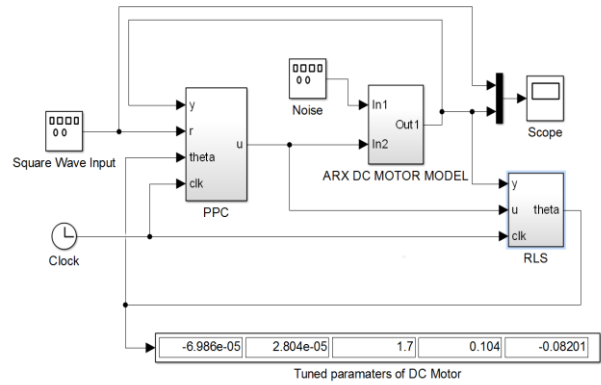 Noise
In1
In2
Out1
ARX DC MOTOR MODEL
Scope
Square Wave Input
y
r
theta
clk
u
PPC
y
u
clk
theta
RLS
Clock
-6.986e-05 2.804e-05 1.7 0.104 -0.08201
Tuned paramaters of DC Motor